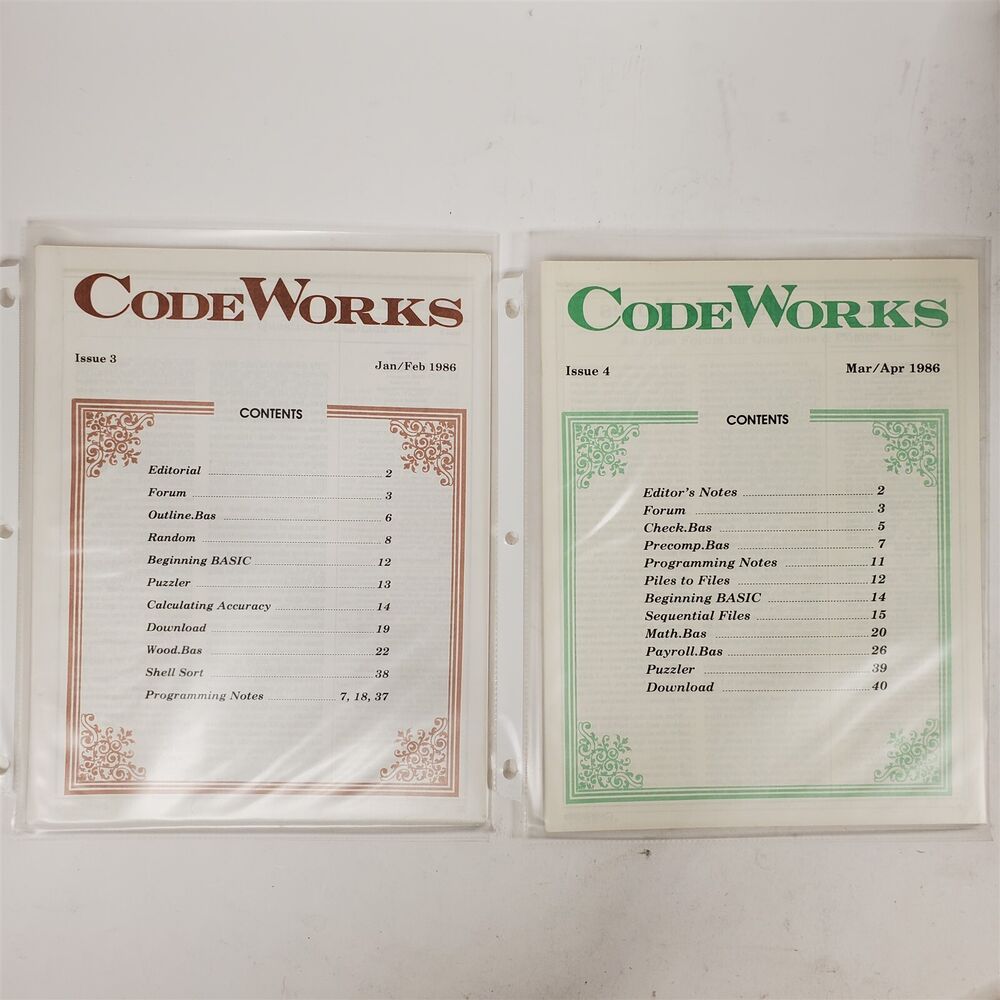 CODEWORKS
Issue 3 Jan/Feb 1986
CONTENTS
Editorial 2
Forum 3
Outline.Bas 6
Random 8
Beginning BASIC 12
Puzzler 13
Calculating Accuracy 14
Download 19
Wood.Bas 22
Shell Sort 38
Programming Notes 7, 18, 37
CODEWORKS
Issue 4 Mar/Apr 1986
CONTENTS
Editor's Notes 2
Forum 3
Check.Bas 5
Precomp.Bas 7
Programming Notes 11
Piles to Files 12
Beginning BASIC 14
Sequential Files 15
Math.Bas 20
Payroll.Bas 26
Puzzler 39
Download 40